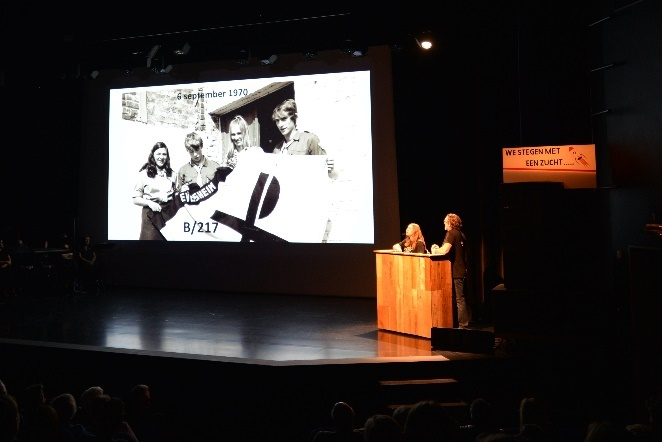 6 september 1970
B/217
WE STEGEN MET
EEN ZUCHT.....